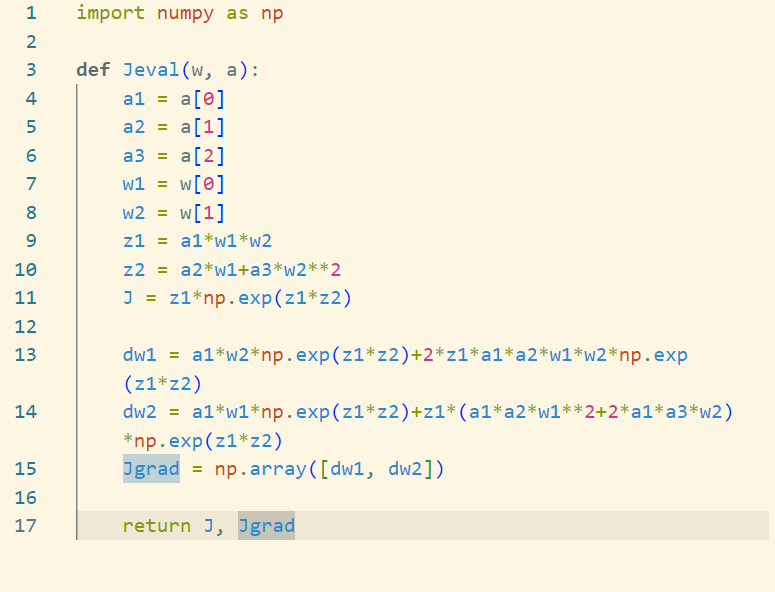 1 import numpy as np
2
3 def Jeval(w, a):
4 a1 = a[0]
5 a2 = a[1]
6 a3 = a[2]
7 w1 = w[0]
8 w2 = w[1]
9 z1 = a1*w1*w2
10 z2 = a2*w1+a3*w2**2
11 J = z1*np.exp(z1*z2)
12
13 dw1 = a1*w2*np.exp(z1*z2)+2*z1*a1*a2*w1*w2*np.exp
(z1*z2)
14 dw2 = a1*w1*np.exp(z1*z2)+z1*(a1*a2*w1**2+2*a1*a3*w2)
*np.exp(z1*z2)
15 Jgrad = np.array([dw1, dw2])
16
17 return J, Jgrad